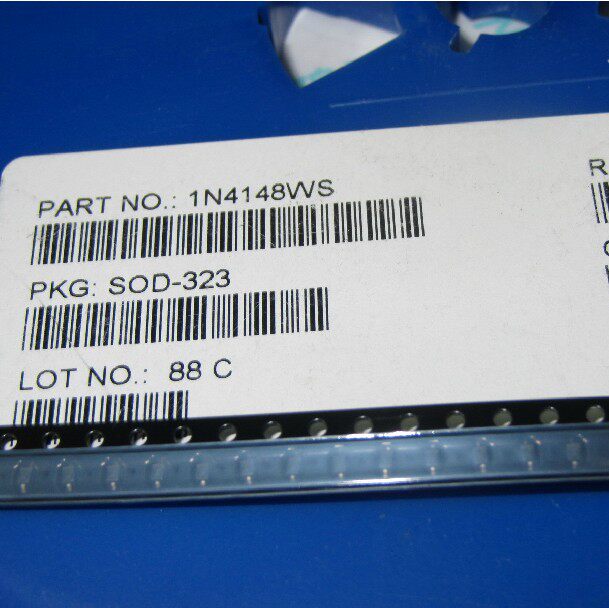 PART NO.: 1N4148WS
R
PKG: SOD-323
LOT NO.: 88 C